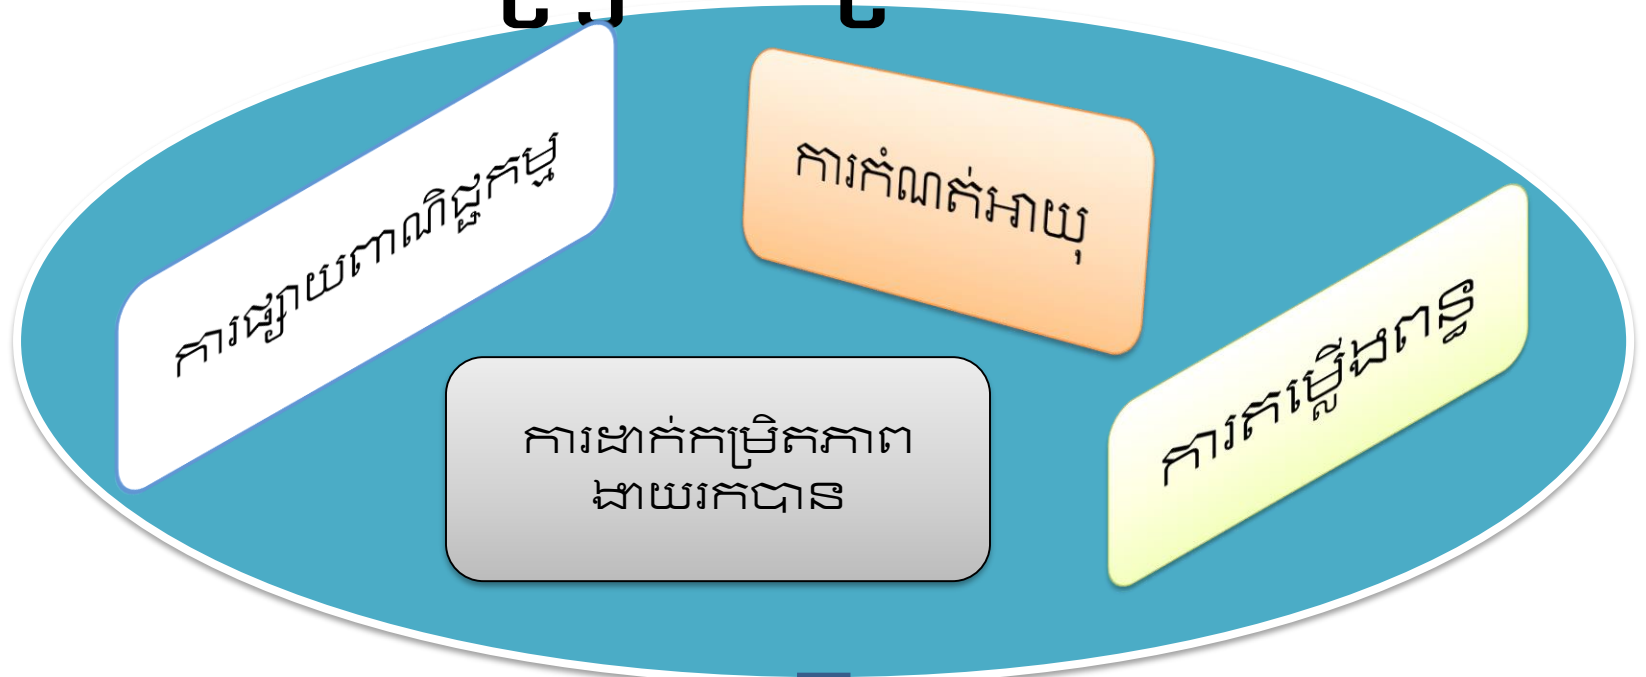 ការផ្សាយពាណិជ្ជកម្ម
ការកំណត់អាយុ
ការតម្លើងពន្ធ
ការដាក់កម្រិតភាព
ងាយរកបាន